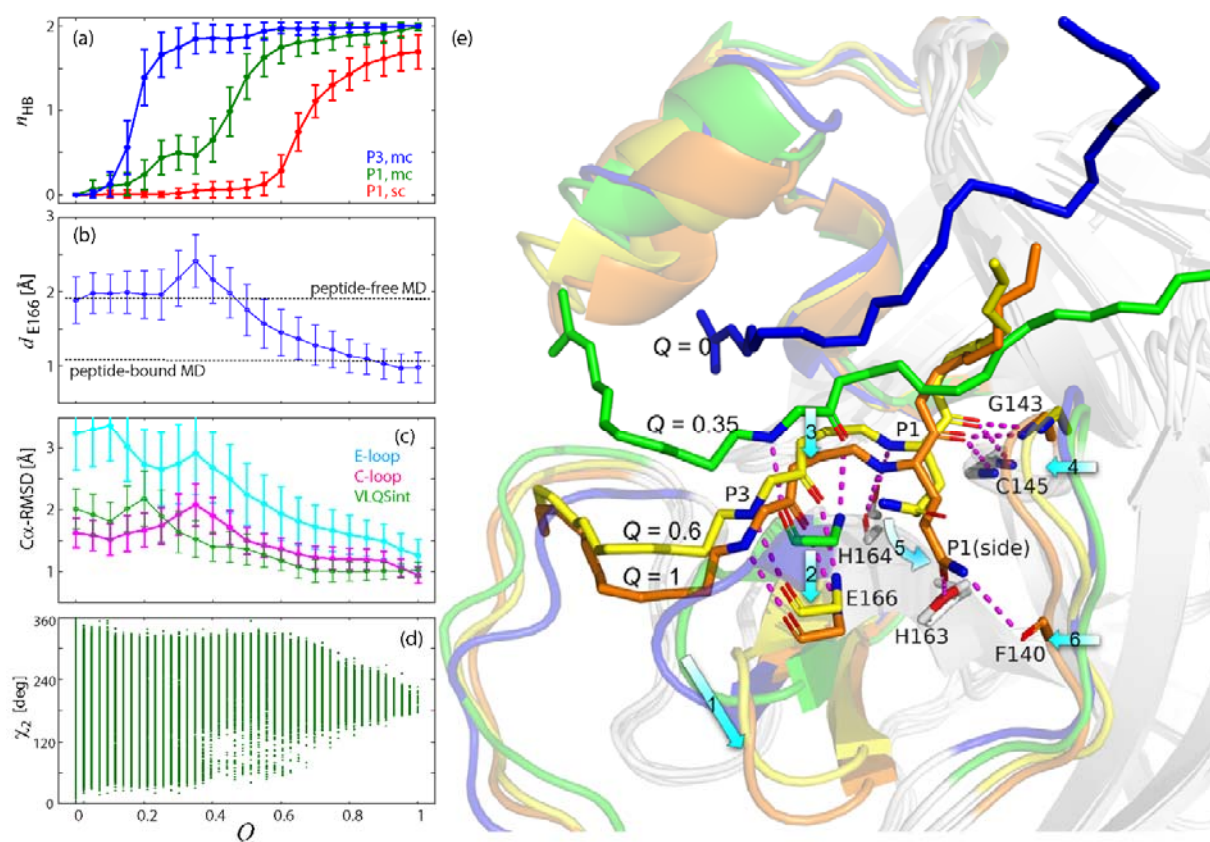 (a)
2
1
0
n HB
P3, mc
P1, mc
P1, sc
(b)
3
2
1
d E166 [Å]
peptide-free MD
peptide-bound MD
(c)
3
2
1
0
Cα-RMSD [Å]
E-loop
C-loop
VLQSint
(d)
360
240
120
0
χ2 [deg]
0 0.2 0.4 0.6 0.8 1
Q
(e)
Q = 0
Q = 0.35
3
P1
G143
4
C145
P3
Q = 0.6
H164
5
P1(side)
Q = 1
2
E166
H163
F140
6
1